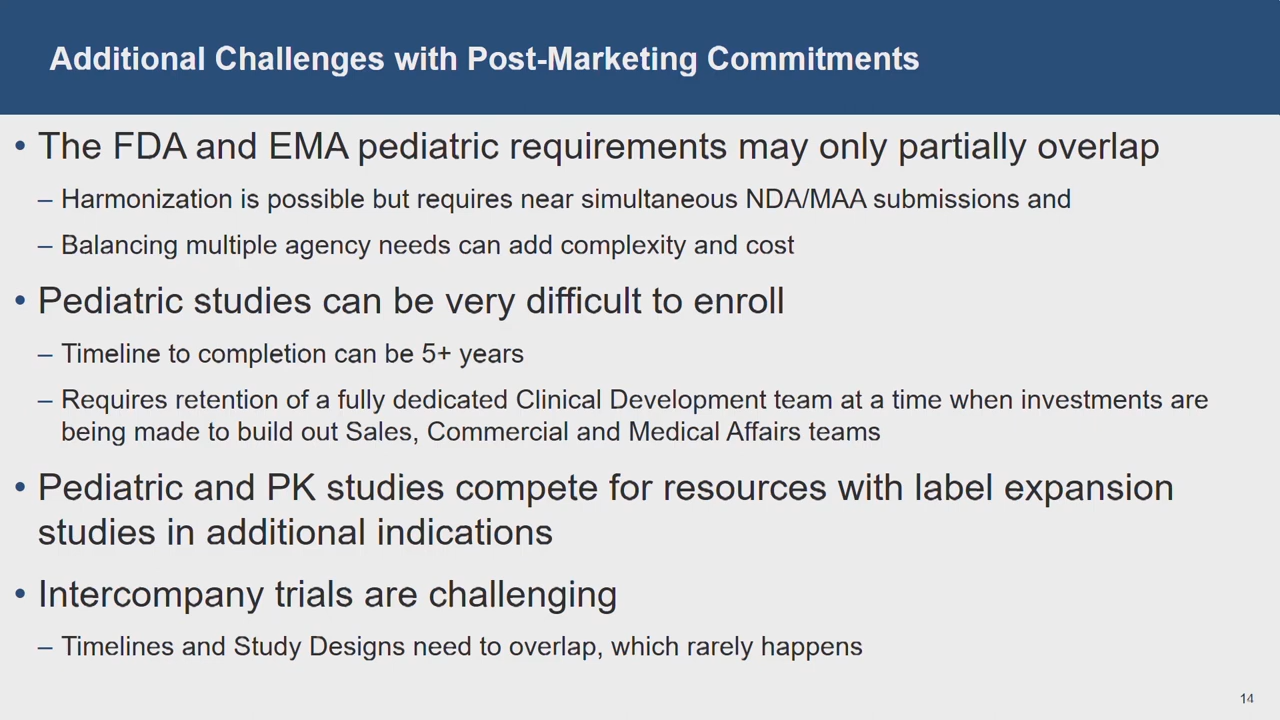 Additional Challenges with Post-Marketing Commitments
• The FDA and EMA pediatric requirements may only partially overlap
– Harmonization is possible but requires near simultaneous NDA/MAA submissions and
– Balancing multiple agency needs can add complexity and cost
• Pediatric studies can be very difficult to enroll
– Timeline to completion can be 5+ years
– Requires retention of a fully dedicated Clinical Development team at a time when investments are
being made to build out Sales, Commercial and Medical Affairs teams
• Pediatric and PK studies compete for resources with label expansion
studies in additional indications
• Intercompany trials are challenging
– Timelines and Study Designs need to overlap, which rarely happens
14